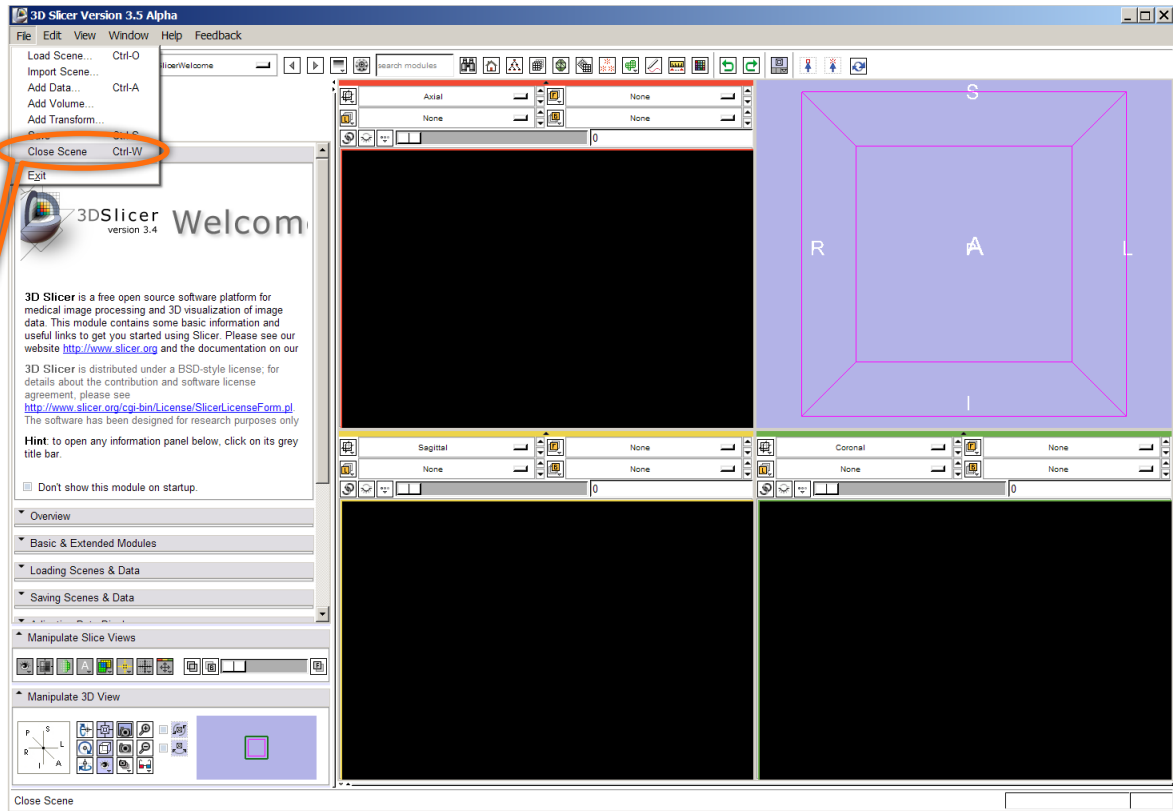 3D Slicer Version 3.5 Alpha
File Edit View Window Help Feedback
Load Scene... Ctrl-O
Import Scene...
Add Data... Ctrl-A
Add Volume...
Add Transform...
Close Scene Ctrl-W
Exit
SlicerWelcome
search modules
3DSlicer
version 3.4
Welcom
3D Slicer is a free open source software platform for
medical image processing and 3D visualization of image
data. This module contains some basic information and
useful links to get you started using Slicer. Please see our
website http://www.slicer.org and the documentation on our
3D Slicer is distributed under a BSD-style license; for
details about the contribution and software license
agreement, please see
http://www.slicer.org/cgi-bin/License/SlicerLicenseForm.pl.
The software has been designed for research purposes only
Hint: to open any information panel below, click on its grey
title bar.
Don't show this module on startup.
Overview
Basic & Extended Modules
Loading Scenes & Data
Saving Scenes & Data
Manipulate Slice Views
Manipulate 3D View
P S
R L
I A
Axial None
None None
0
S
R A L
P
I
Sagittal None
None None
0
Coronal None
None None
0
Close Scene